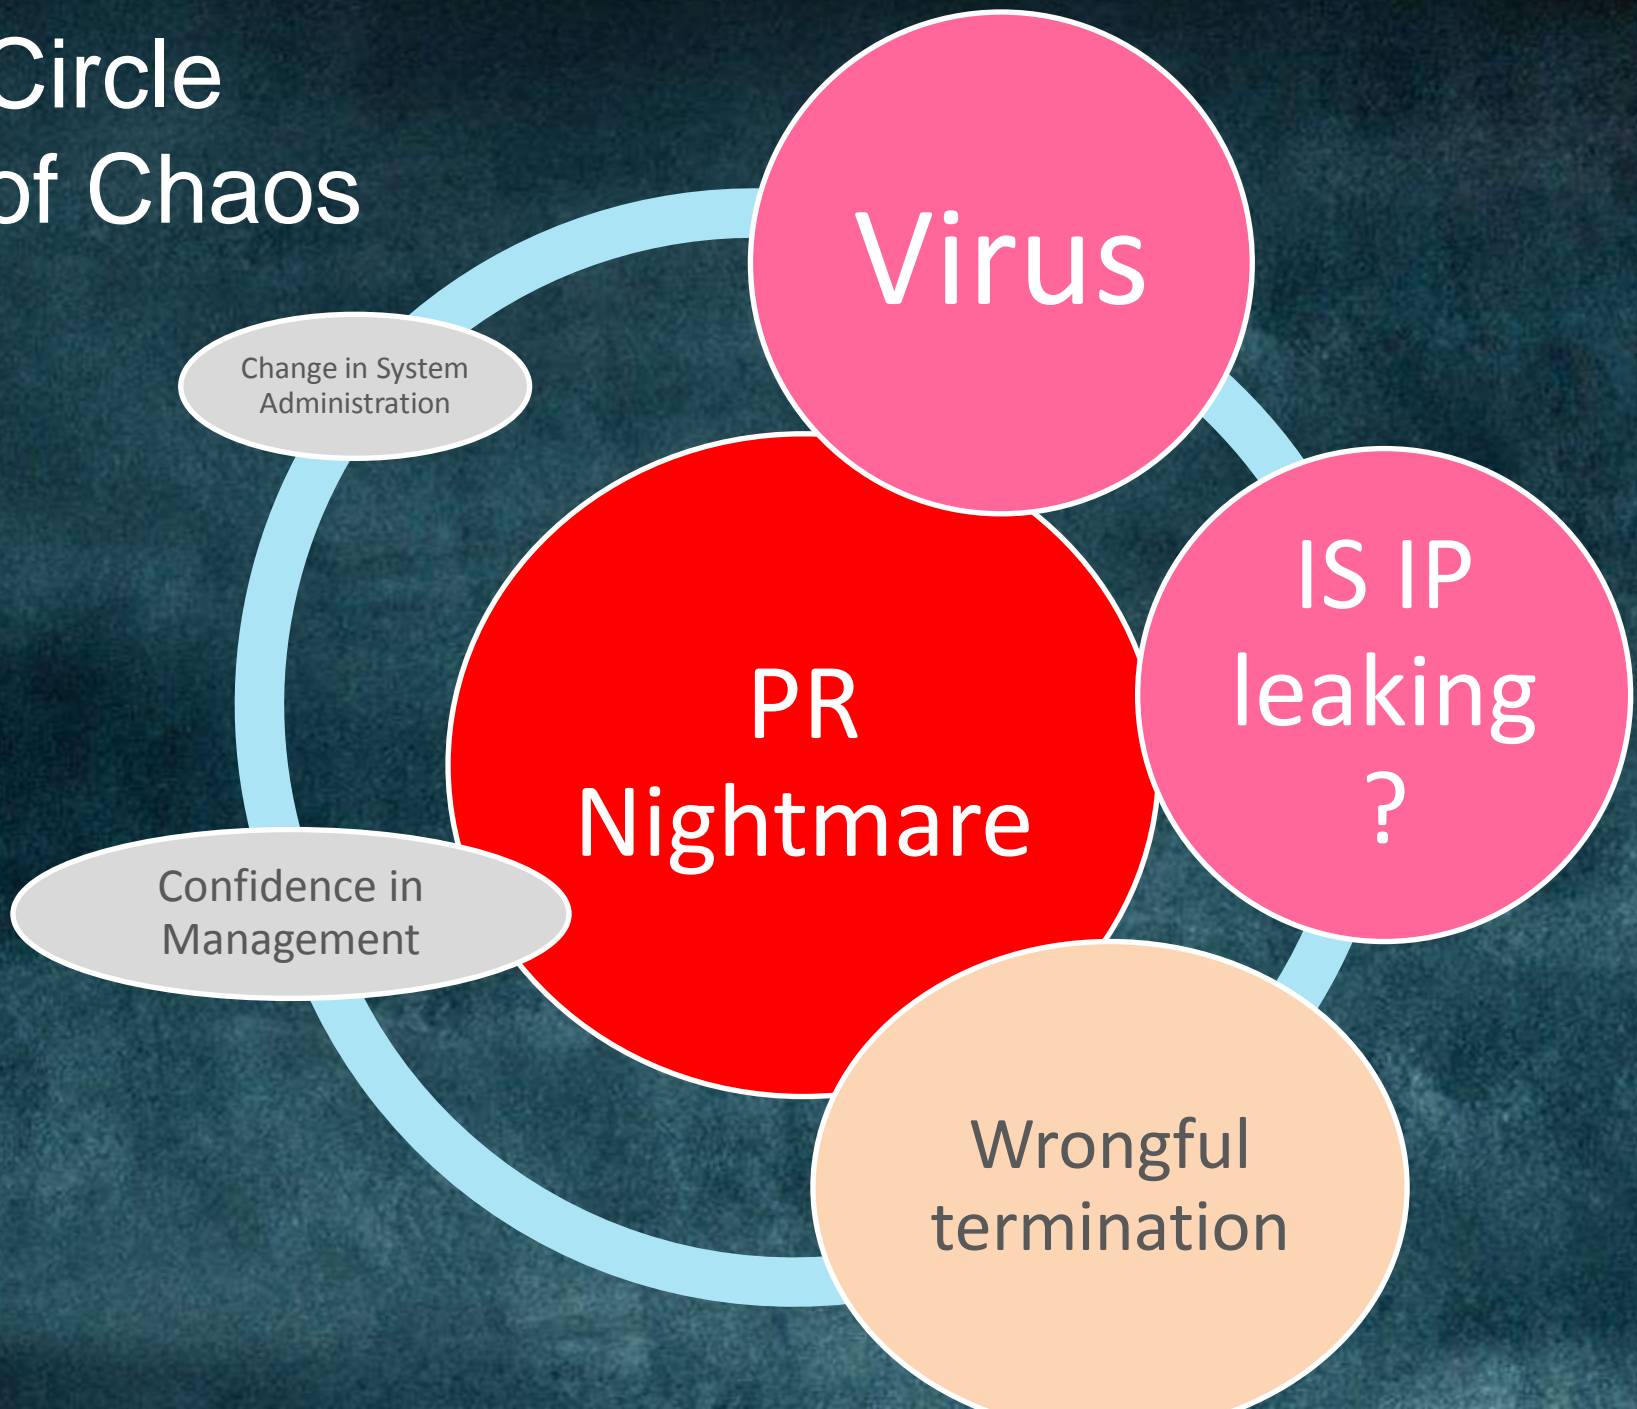 Circle
of Chaos
Virus
Change in System
Administration
IS IP
leaking
?
PR
Nightmare
Confidence in
Management
Wrongful
termination